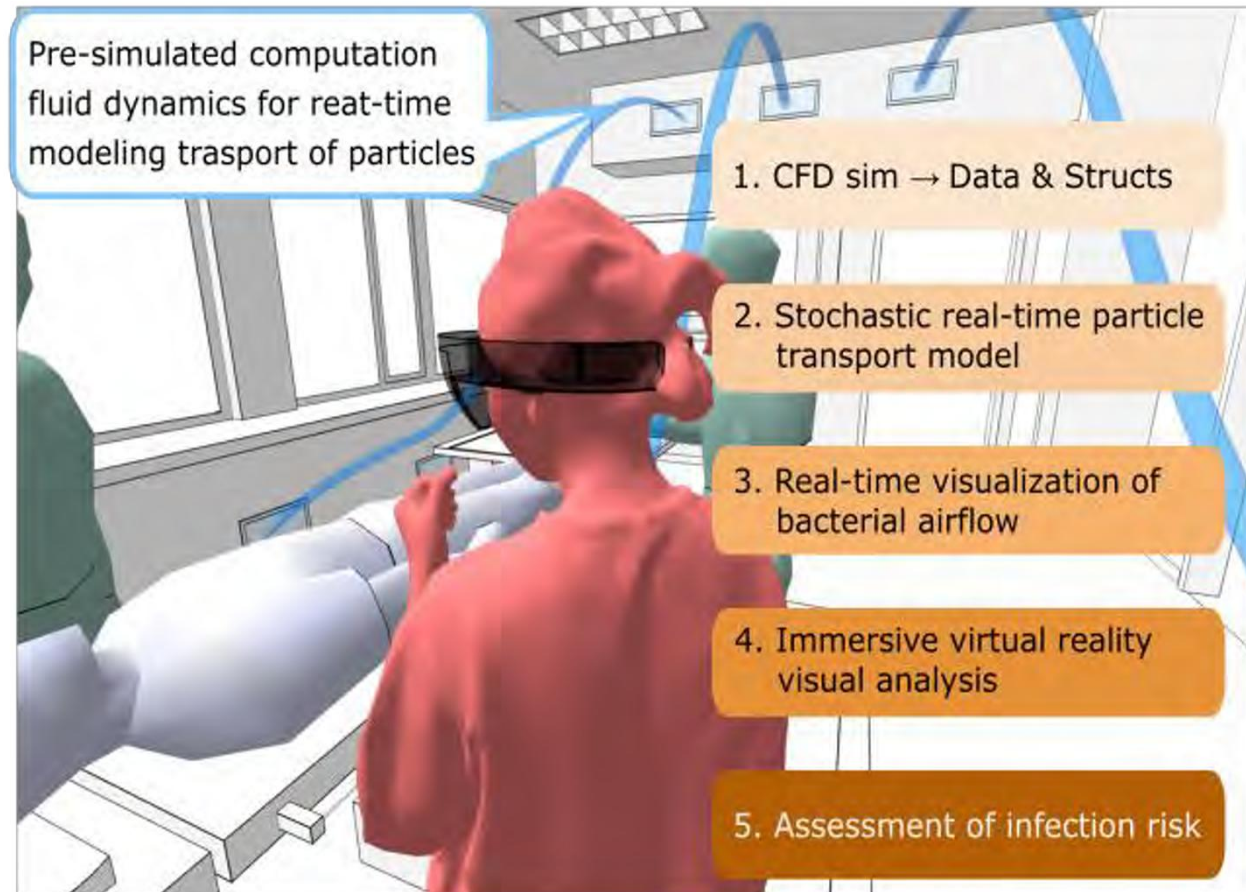 Pre-simulated computation
fluid dynamics for reat-time
modeling trasport of particles
1. CFD sim → Data & Structs
2. Stochastic real-time particle
transport model
3. Real-time visualization of
bacterial airflow
4. Immersive virtual reality
visual analysis
5. Assessment of infection risk